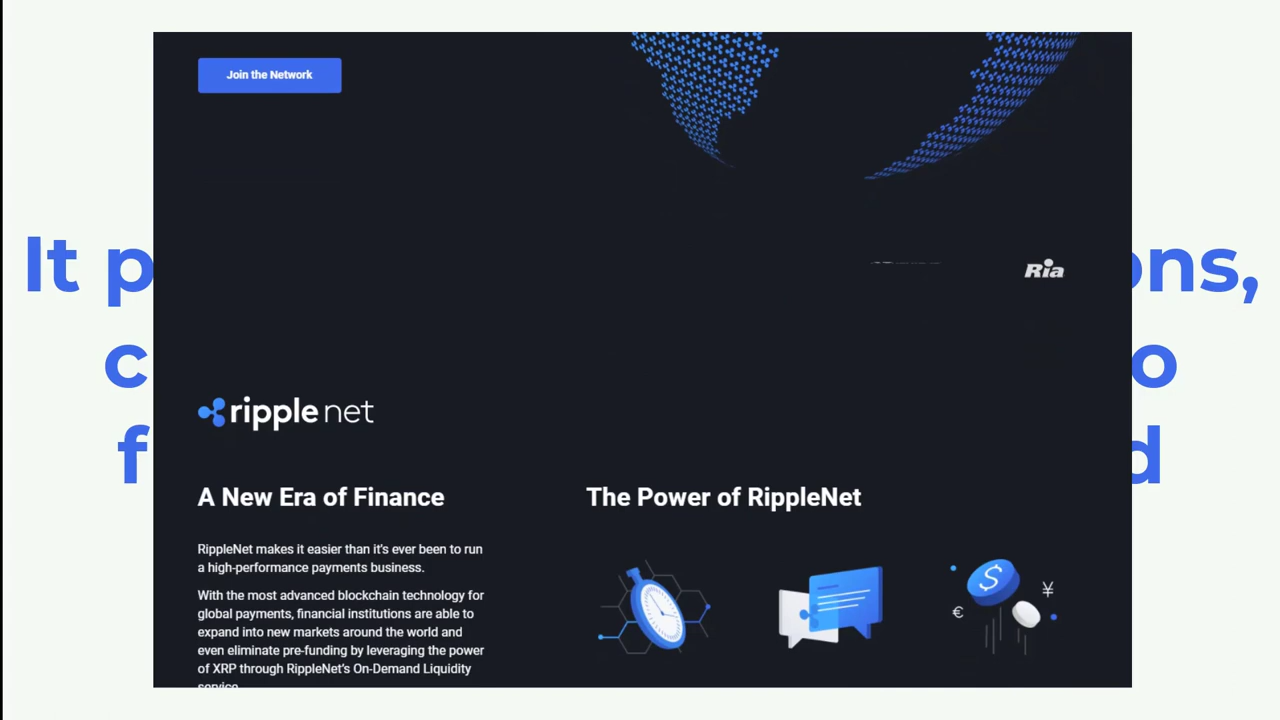 Join the Network
It p ons,
Ria
c o
ripple net
f d
A New Era of Finance
The Power of RippleNet
RippleNet makes it easier than it's ever been to run
a high-performance payments business.
With the most advanced blockchain technology for
global payments, financial institutions are able to
expand into new markets around the world and
even eliminate pre-funding by leveraging the power
of XRP through RippleNet's On-Demand Liquidity
service.
$
¥
€